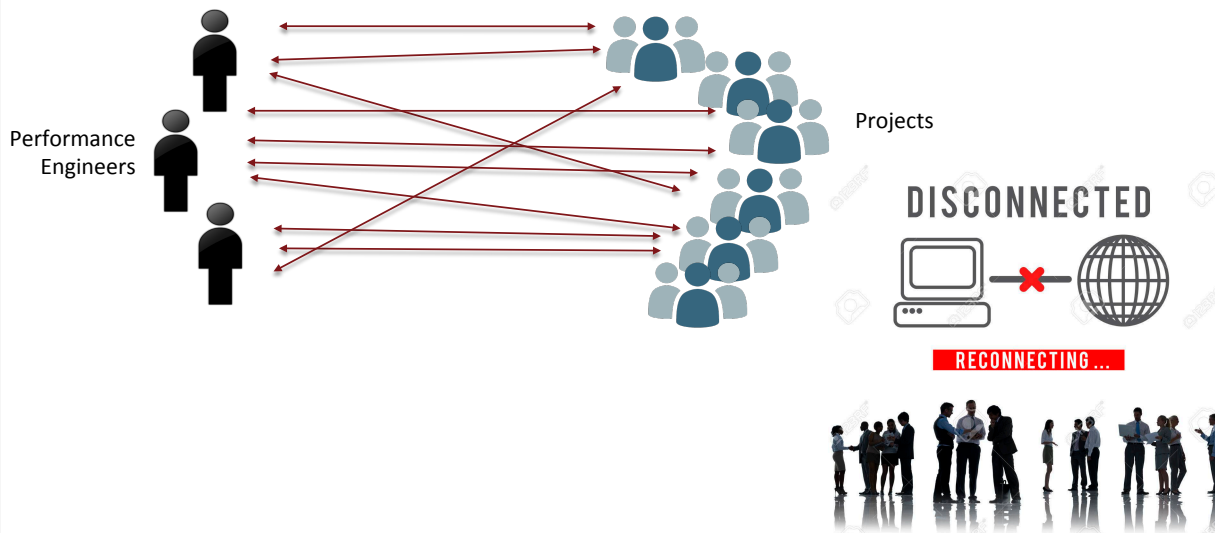 Performance
Engineers
Projects
DISCONNECTED
RECONNECTING ...